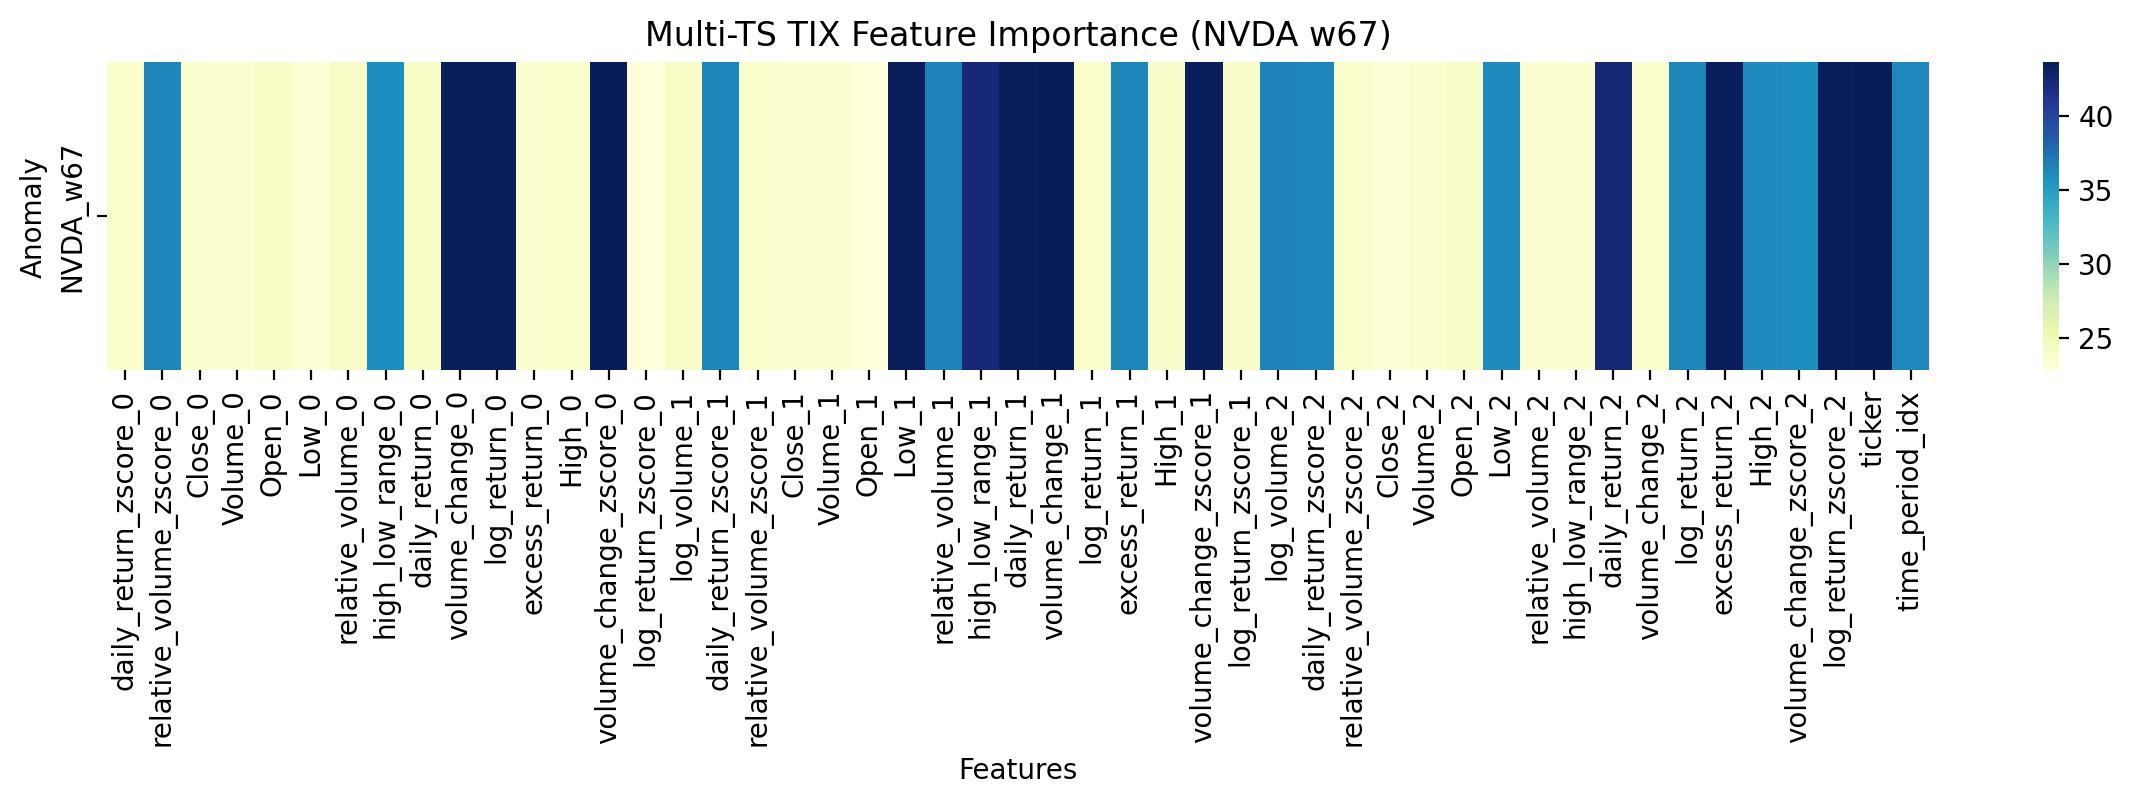 Multi-TS TIX Feature Importance (NVDA w67)
Anomaly
NVDA_w67
40
35
30
25
daily_return_zscore_0
relative_volume_zscore_0
Close_0
Volume_0
Open_0
Low_0
relative_volume_0
high_low_range_0
daily_return_0
volume_change_0
log_return_0
excess_return_0
High_0
volume_change_zscore_0
log_return_zscore_0
log_volume_1
daily_return_zscore_1
relative_volume_zscore_1
Close_1
Volume_1
Open_1
Low_1
relative_volume_1
high_low_range_1
daily_return_1
volume_change_1
log_return_1
excess_return_1
High_1
volume_change_zscore_1
log_return_zscore_1
log_volume_2
daily_return_zscore_2
relative_volume_zscore_2
Close_2
Volume_2
Open_2
Low_2
relative_volume_2
high_low_range_2
daily_return_2
volume_change_2
log_return_2
excess_return_2
High_2
volume_change_zscore_2
log_return_zscore_2
ticker
time_period_idx
Features